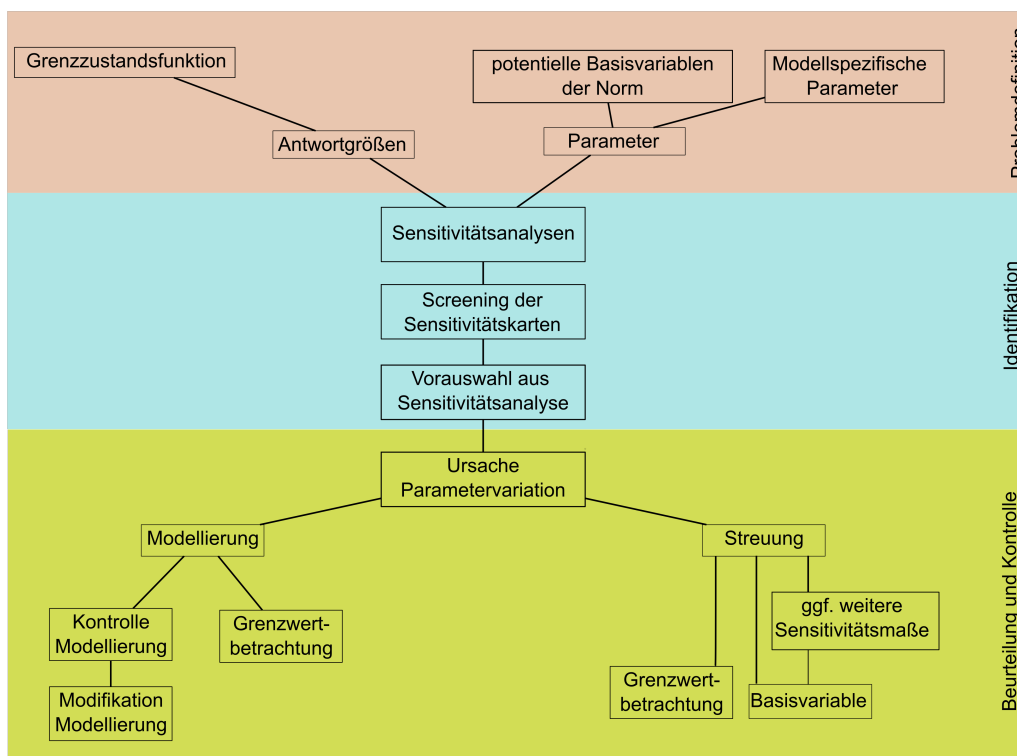 Grenzzustandsfunktion
potentielle Basisvariablen
der Norm
Modellspezifische
Parameter
Antwortgrößen
Parameter
Problemdefinition
Sensitivitätsanalysen
Screening der
Sensitivitätskarten
Vorauswahl aus
Sensitivitätsanalyse
Identifikation
Ursache
Parametervariation
Modellierung
Streuung
Kontrolle
Modellierung
Grenzwert-
betrachtung
ggf. weitere
Sensitivitätsmaße
Modifikation
Modellierung
Grenzwert-
betrachtung
Basisvariable
Beurteilung und Kontrolle